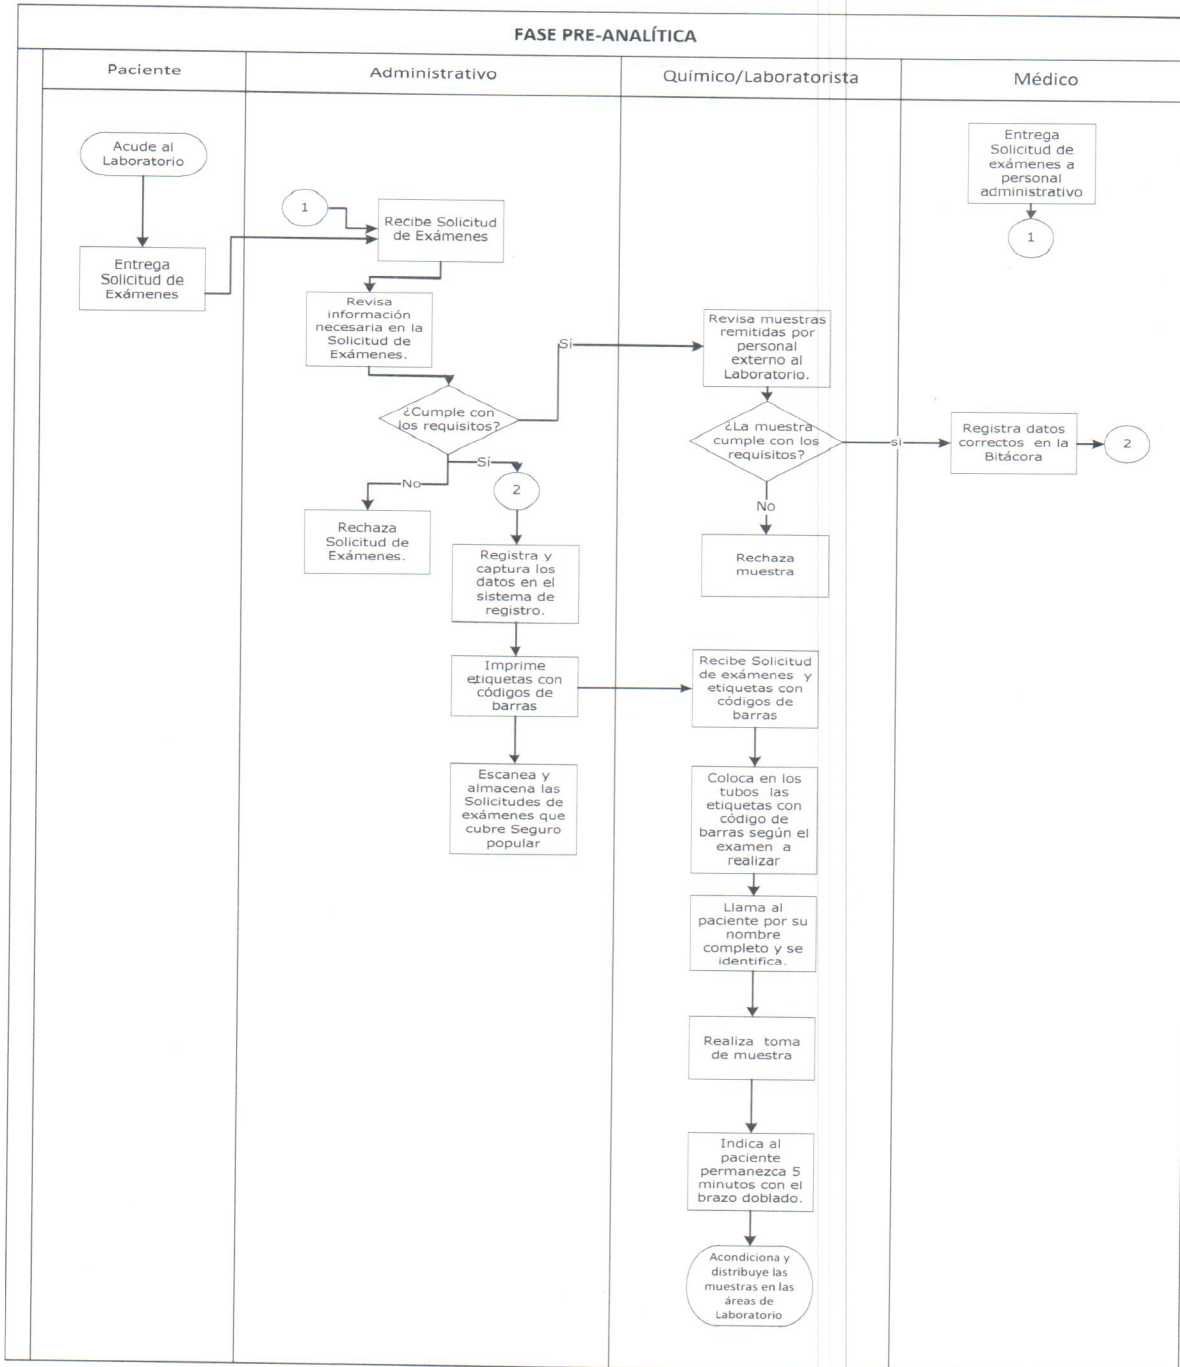 FASE PRE-ANALÍTICA
Paciente
Administrativo
Químico/Laboratorista
Médico
Acude al
Laboratorio
Entrega
Solicitud de
Exámenes
1
Recibe Solicitud
de Exámenes
Revisa
información
necesaria en la
Solicitud de
Exámenes.
¿Cumple con
los requisitos?
Sí
Sí
No
2
Rechaza
Solicitud de
Exámenes.
Registra y
captura los
datos en el
sistema de
registro.
Imprime
etiquetas con
códigos de
barras
Escanea y
almacena las
Solicitudes de
exámenes que
cubre Seguro
popular
Revisa muestras
remitidas por
personal
externo al
Laboratorio.
¿La muestra
cumple con los
requisitos?
si
No
Rechaza
muestra
Recibe Solicitud
de exámenes y
etiquetas con
códigos de
barras
Coloca en los
tubos las
etiquetas con
código de
barras según el
examen a
realizar
Llama al
paciente por su
nombre
completo y se
identifica.
Realiza toma
de muestra
Indica al
paciente
permanezca 5
minutos con el
brazo doblado.
Acondiciona y
distribuye las
muestras en las
áreas de
Laboratorio
Entrega
Solicitud de
exámenes a
personal
administrativo
1
Registra datos
correctos en la
Bitácora
2